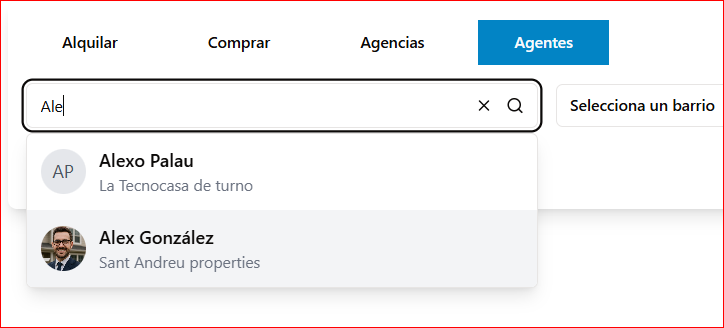 Alquilar
Comprar
Agencias
Agentes
Ale
Selecciona un barrio
AP
Alexo Palau
La Tecnocasa de turno
Alex González
Sant Andreu properties